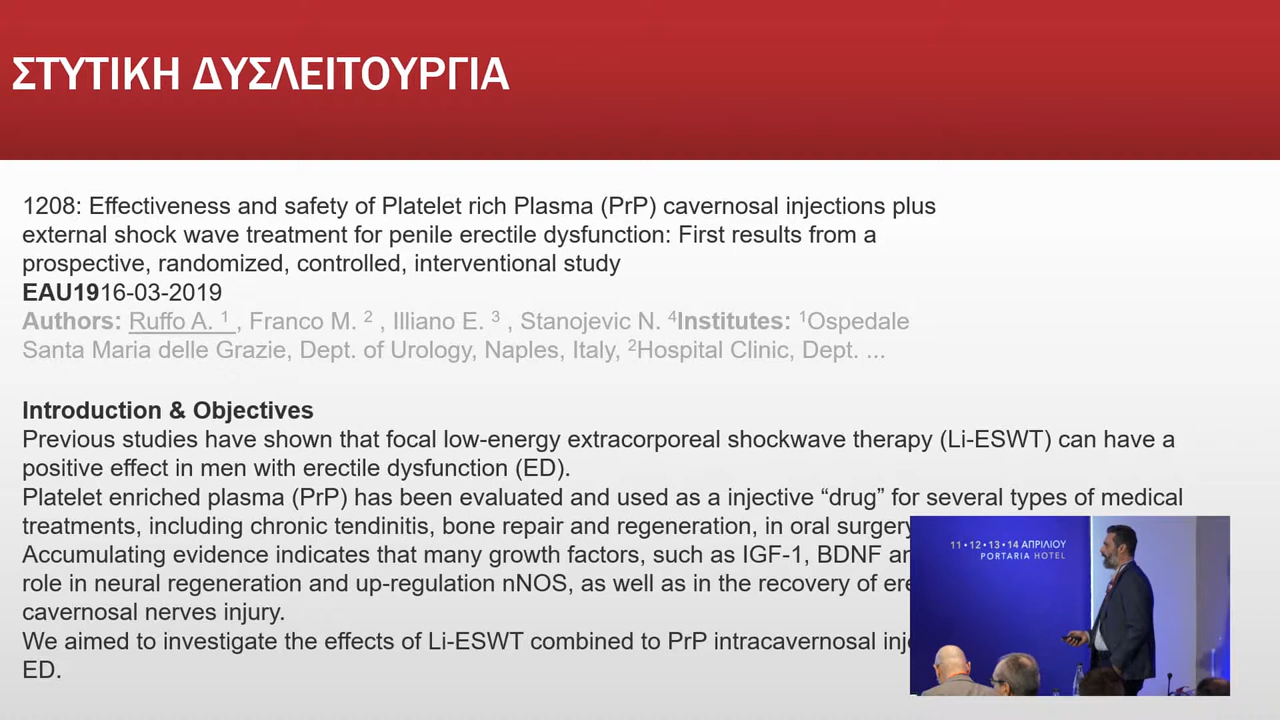 ΣΤΥΤΙΚΗ ΔΥΣΛΕΙΤΟΥΡΓΙΑ
1208: Effectiveness and safety of Platelet rich Plasma (PrP) cavernosal injections plus
external shock wave treatment for penile erectile dysfunction: First results from a
prospective, randomized, controlled, interventional study
EAU1916-03-2019
Authors: Ruffo A. ¹ , Franco M. ² , Illiano E. ³ , Stanojevic N. ⁴Institutes: ¹Ospedale
Santa Maria delle Grazie, Dept. of Urology, Naples, Italy, ²Hospital Clinic, Dept. ...
Introduction & Objectives
Previous studies have shown that focal low-energy extracorporeal shockwave therapy (Li-ESWT) can have a
positive effect in men with erectile dysfunction (ED).
Platelet enriched plasma (PrP) has been evaluated and used as a injective “drug” for several types of medical
treatments, including chronic tendinitis, bone repair and regeneration, in oral surgery
Accumulating evidence indicates that many growth factors, such as IGF-1, BDNF
role in neural regeneration and up-regulation nNOS, as well as in the recovery of
cavernosal nerves injury.
We aimed to investigate the effects of Li-ESWT combined to PrP intracavernosal
ED.
11•12•13•14 ΑΠΡΙΛΙΟΥ
PORTARIA HOTEL